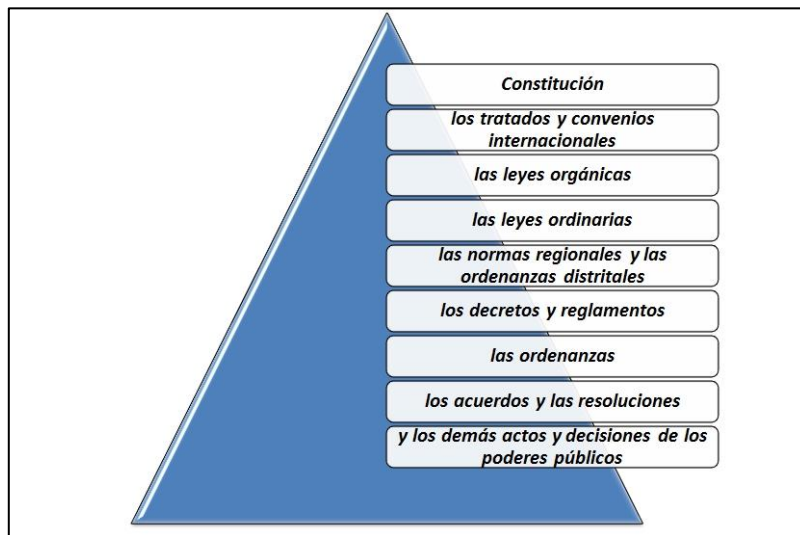 Constitución
los tratados y convenios
internacionales
las leyes orgánicas
las leyes ordinarias
las normas regionales y las
ordenanzas distritales
los decretos y reglamentos
las ordenanzas
los acuerdos y las resoluciones
y los demás actos y decisiones de los
poderes públicos